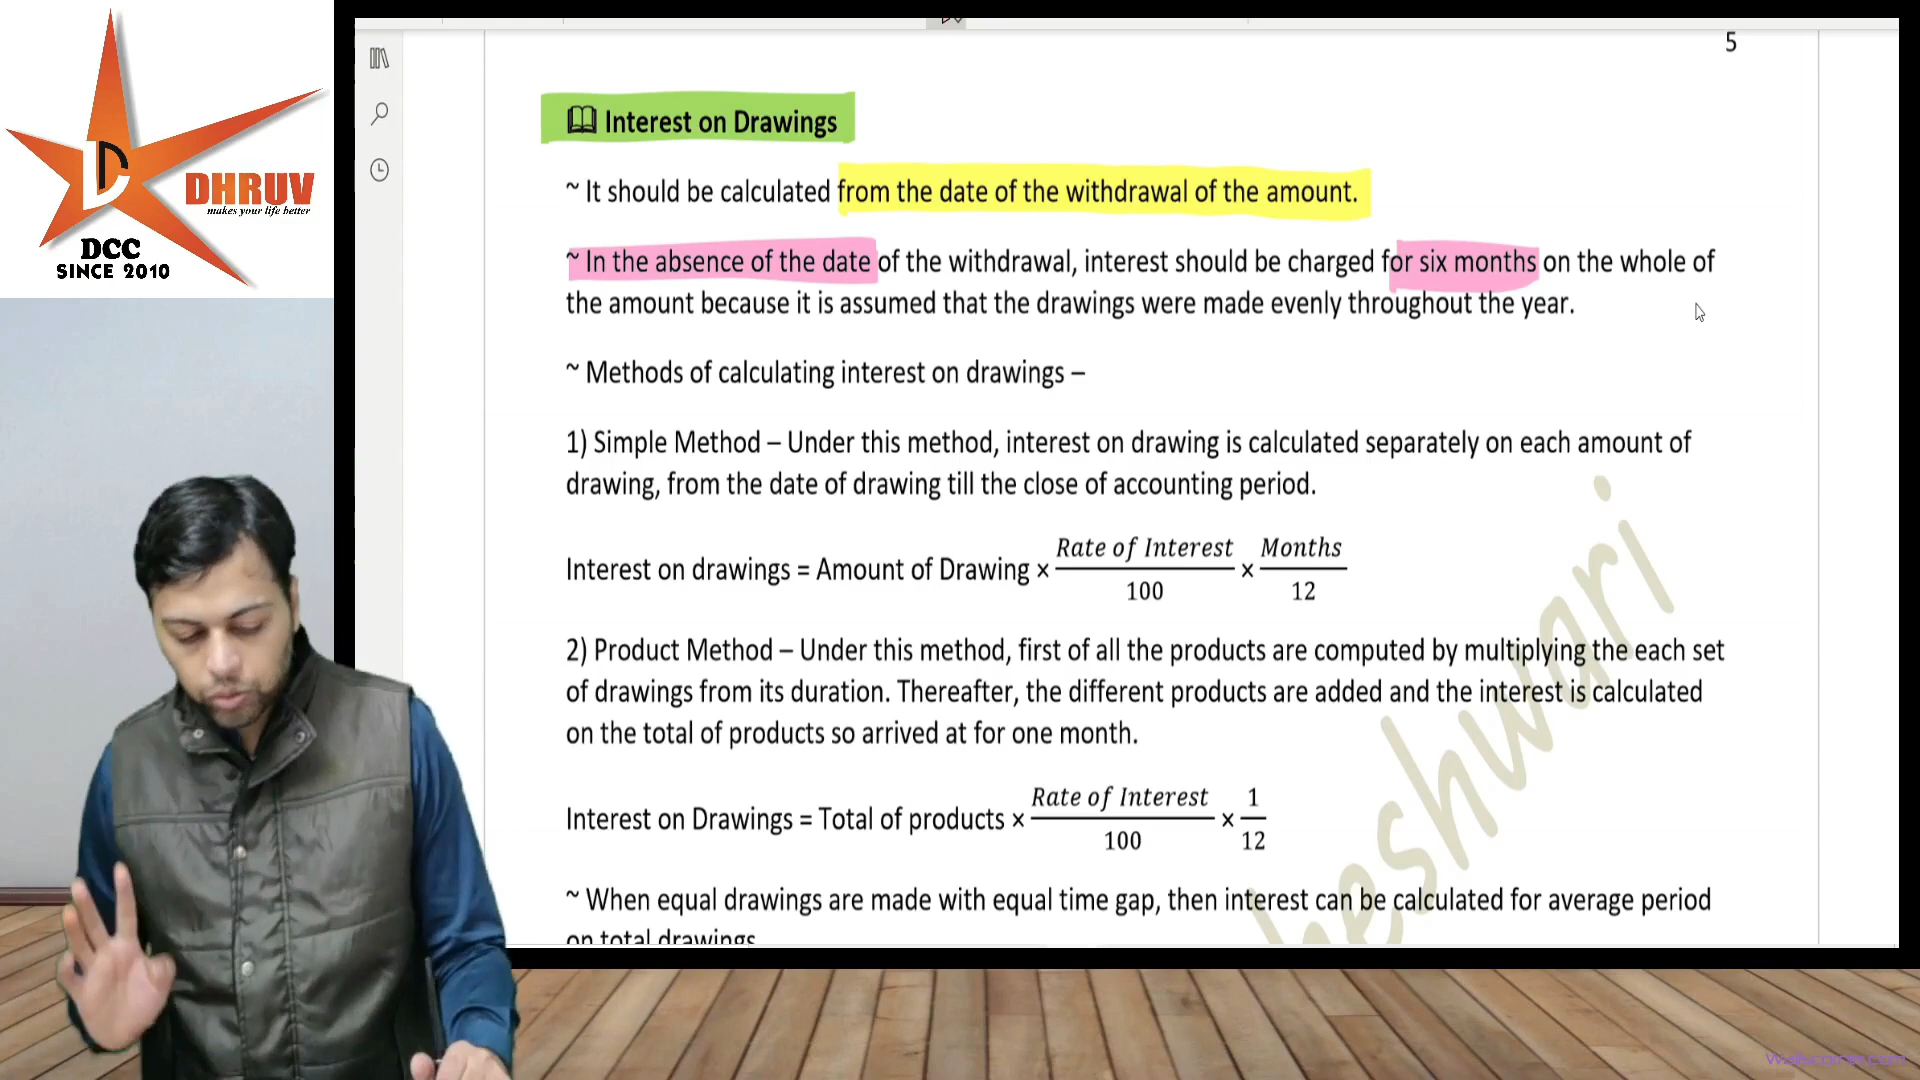 5
Interest on Drawings
~ It should be calculated from the date of the withdrawal of the amount.
~ In the absence of the date of the withdrawal, interest should be charged for six months on the whole of
the amount because it is assumed that the drawings were made evenly throughout the year.
~ Methods of calculating interest on drawings –
1) Simple Method – Under this method, interest on drawing is calculated separately on each amount of
drawing, from the date of drawing till the close of accounting period.
Interest on drawings = Amount of Drawing × Rate of Interest / 100 × Months / 12
2) Product Method – Under this method, first of all the products are computed by multiplying the each set
of drawings from its duration. Thereafter, the different products are added and the interest is calculated
on the total of products so arrived at for one month.
Interest on Drawings = Total of products × Rate of Interest / 100 × 1 / 12
~ When equal drawings are made with equal time gap, then interest can be calculated for average period
on total drawings
D
DHRUV
makes your life better
DCC
SINCE 2010